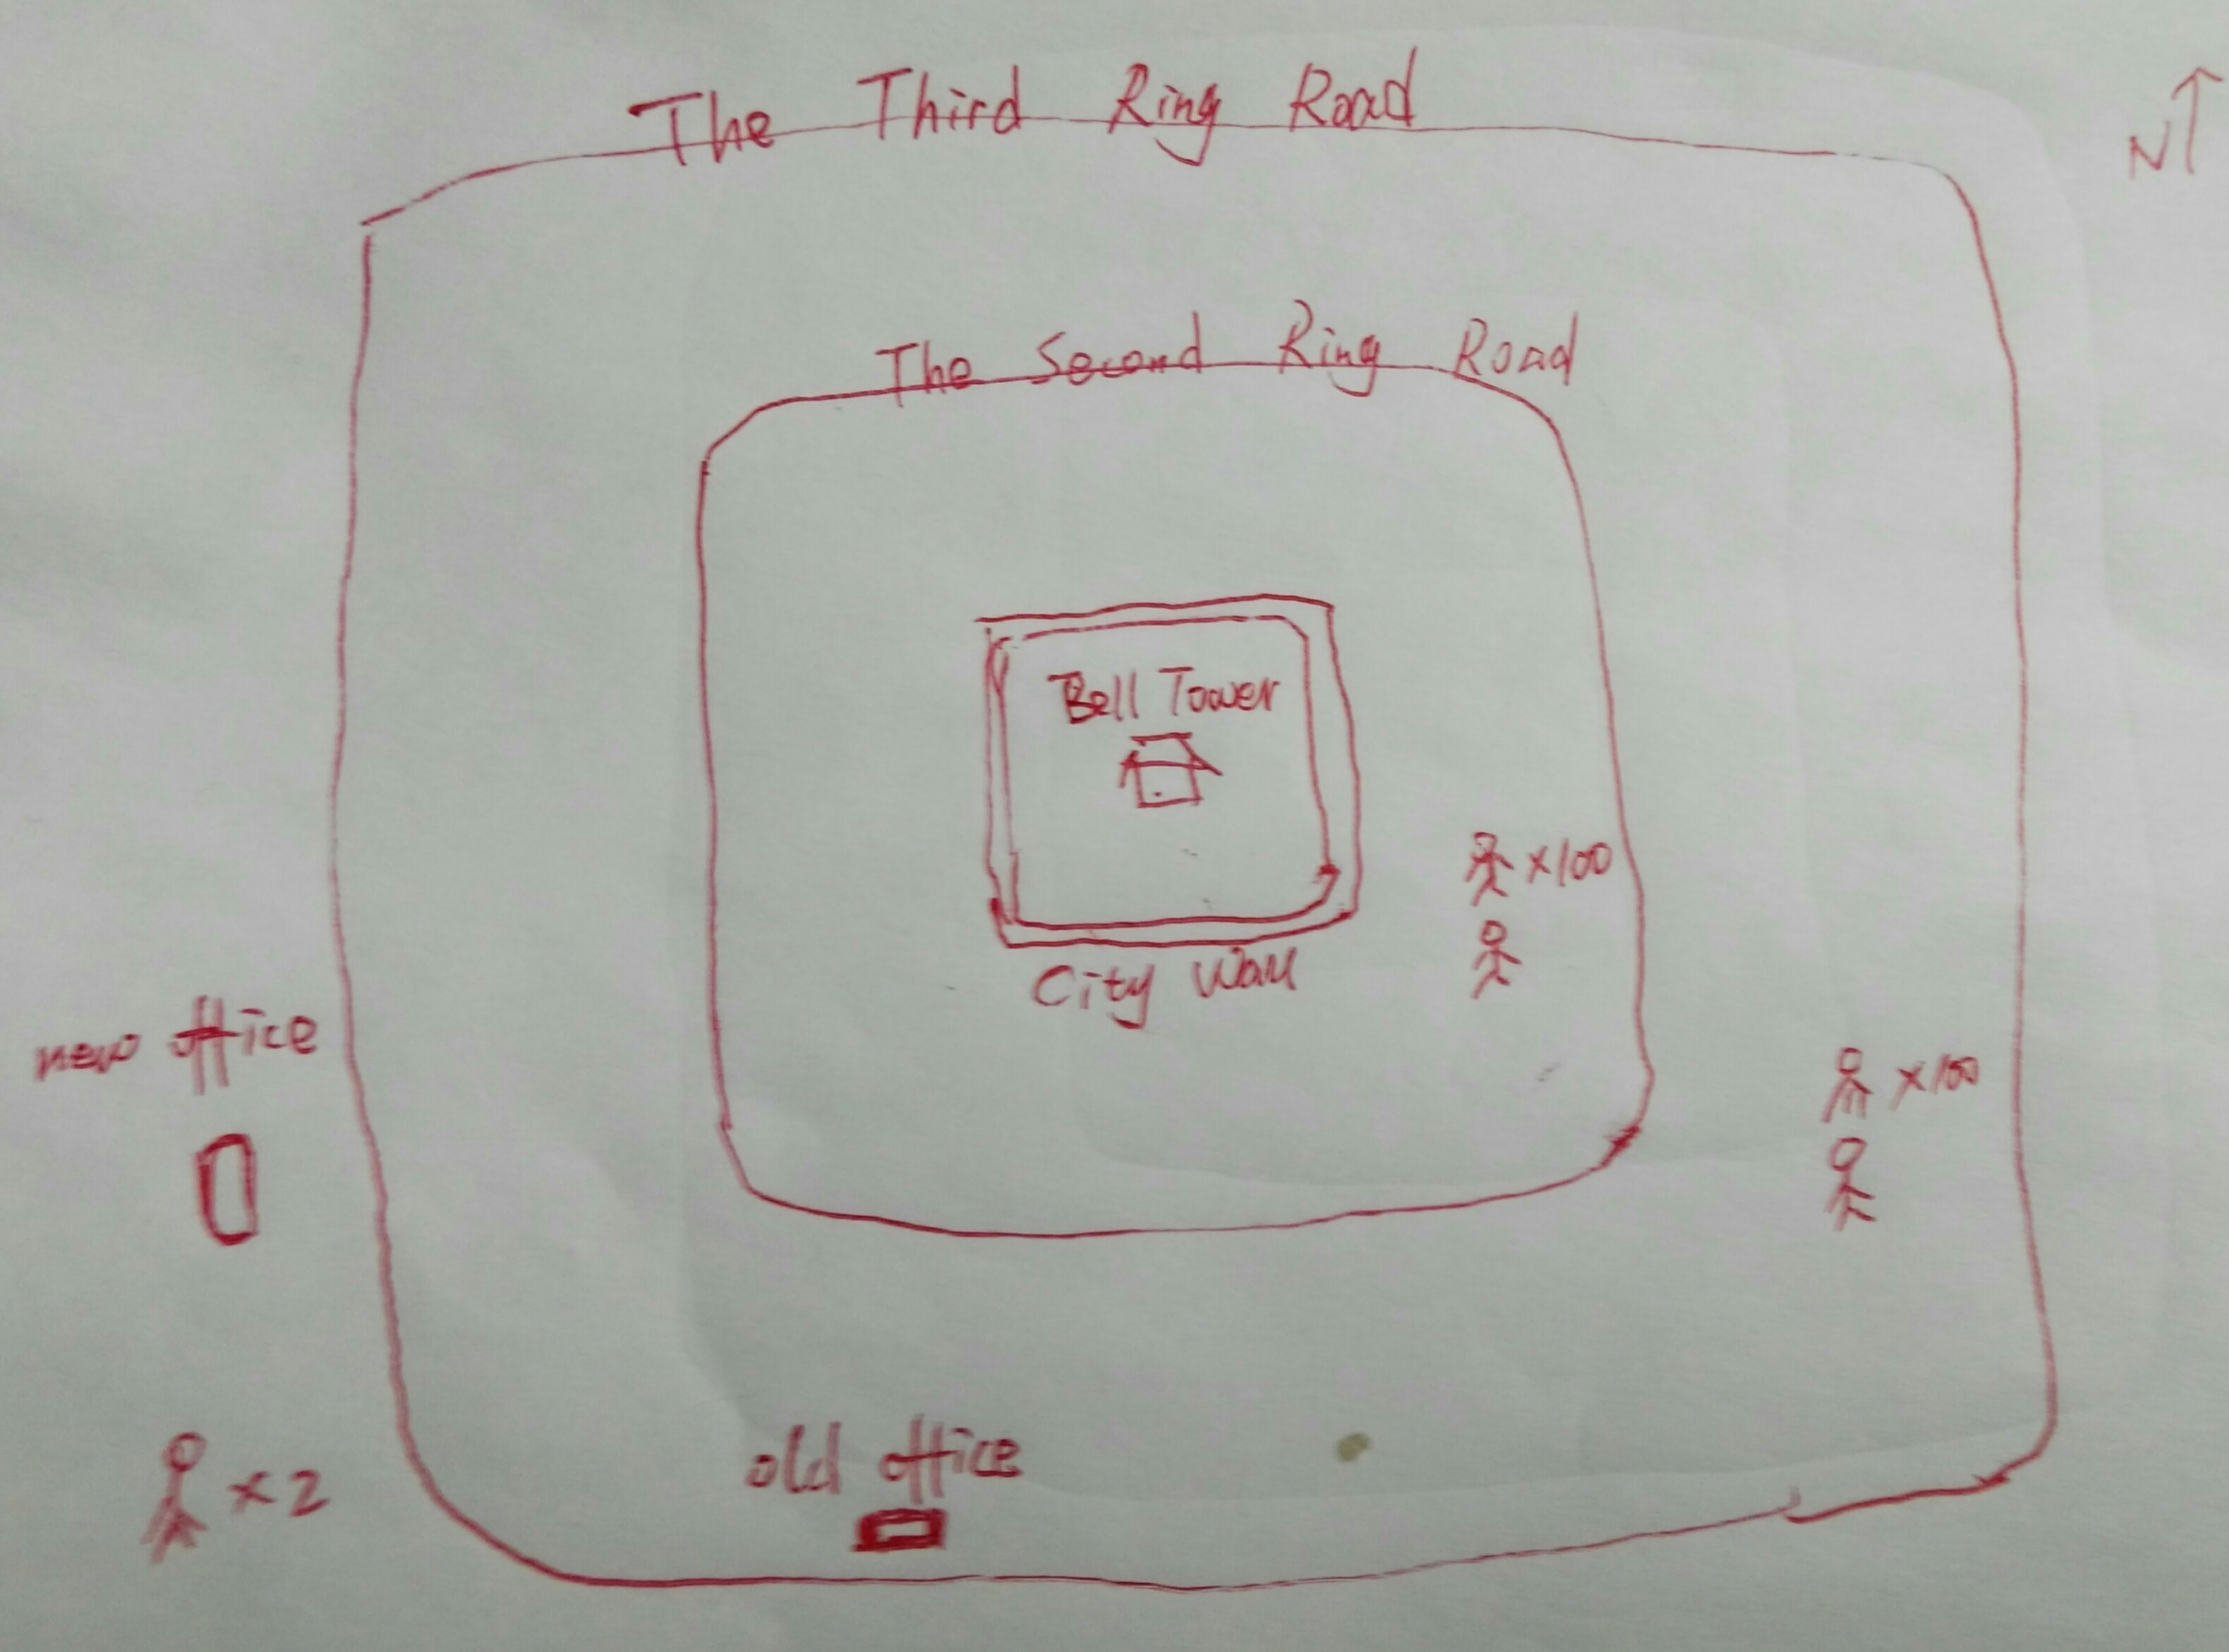 The Third Ring Road
N
The Second Ring Road
Bell Tower
×100
City Wall
new office
×100
old office
×2